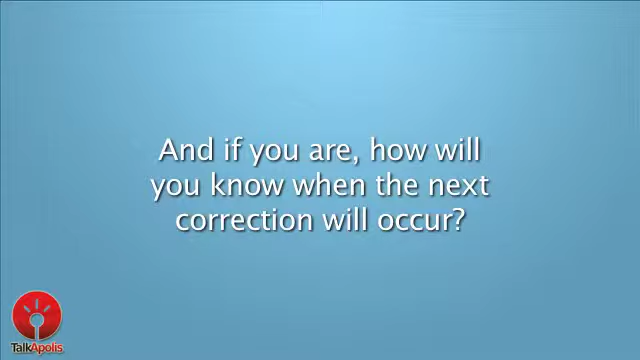 And if you are, how will
you know when the next
correction will occur?
TalkApolis